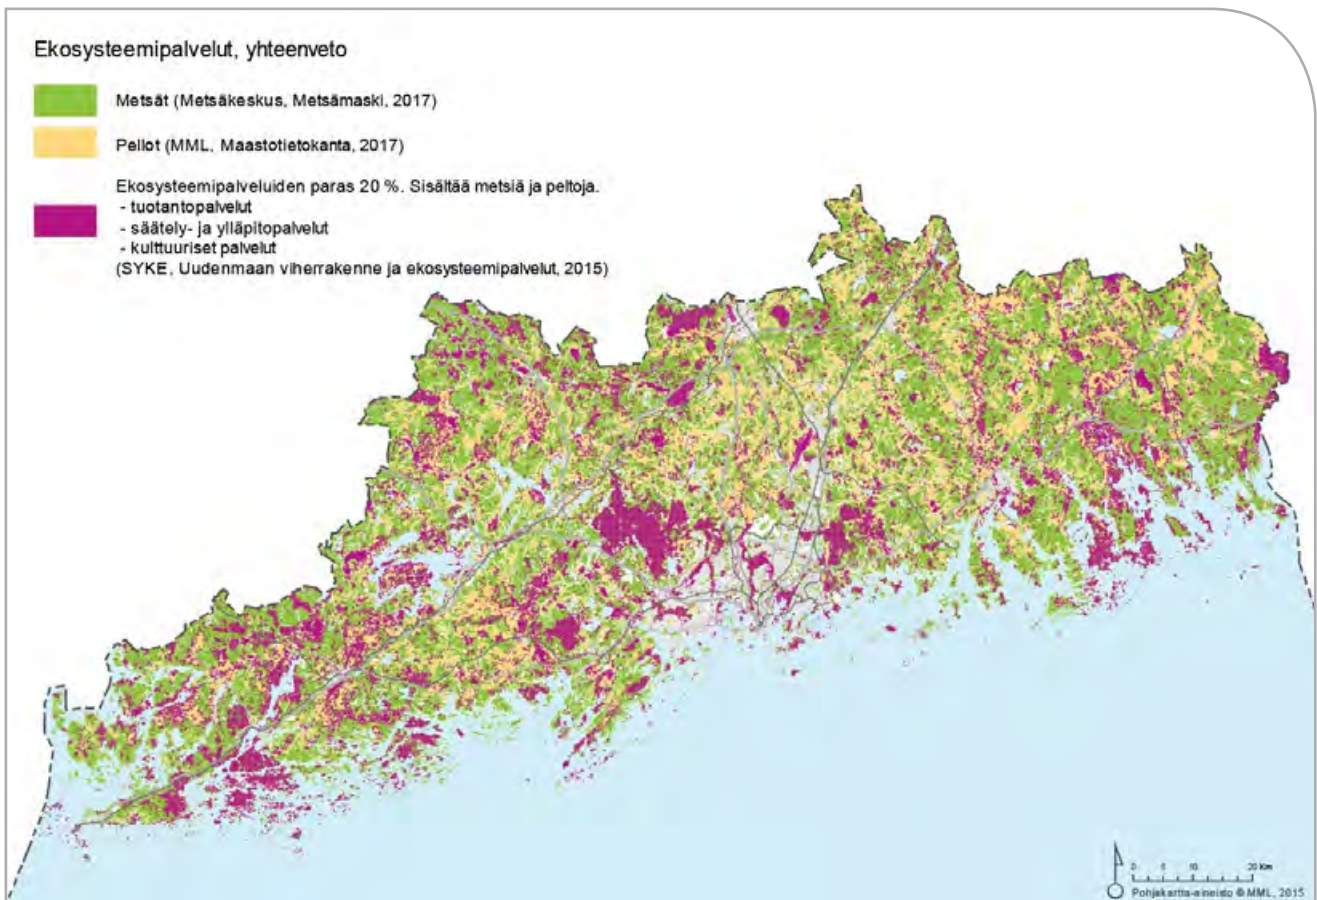 Ekosysteemipalvelut, yhteenveto
Metsät (Metsäkeskus, Metsämaski, 2017)
Pellot (MML, Maastotietokanta, 2017)
Ekosysteemipalveluiden paras 20 %. Sisältää metsiä ja peltoja.
- tuotantopalvelut
- säätely- ja ylläpitopalvelut
- kulttuuriset palvelut
(SYKE, Uudenmaan viherrakenne ja ekosysteemipalvelut, 2015)
0 5 10 20 Km
Pohjakartta-aineisto © MML, 2015